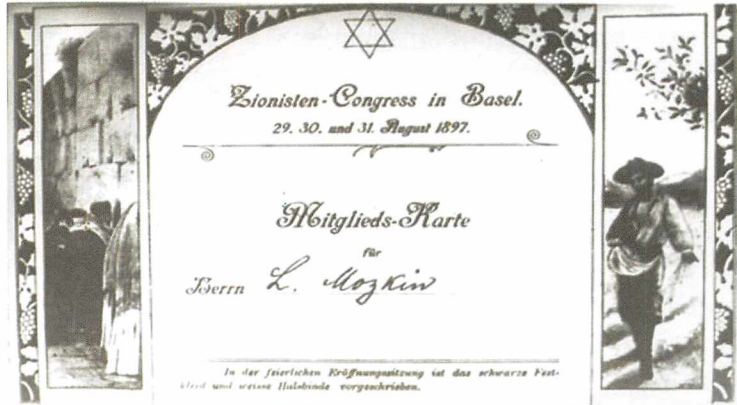 Zionisten-Congress in Basel.
29. 30. und 31. August 1897.
Mitglieds-Karte
für
Herrn L. Mozkin
In der feierlichen Eröffnungssitzung ist das schwarze Fest-
kleid und weisse Halsbinde vorgeschrieben.